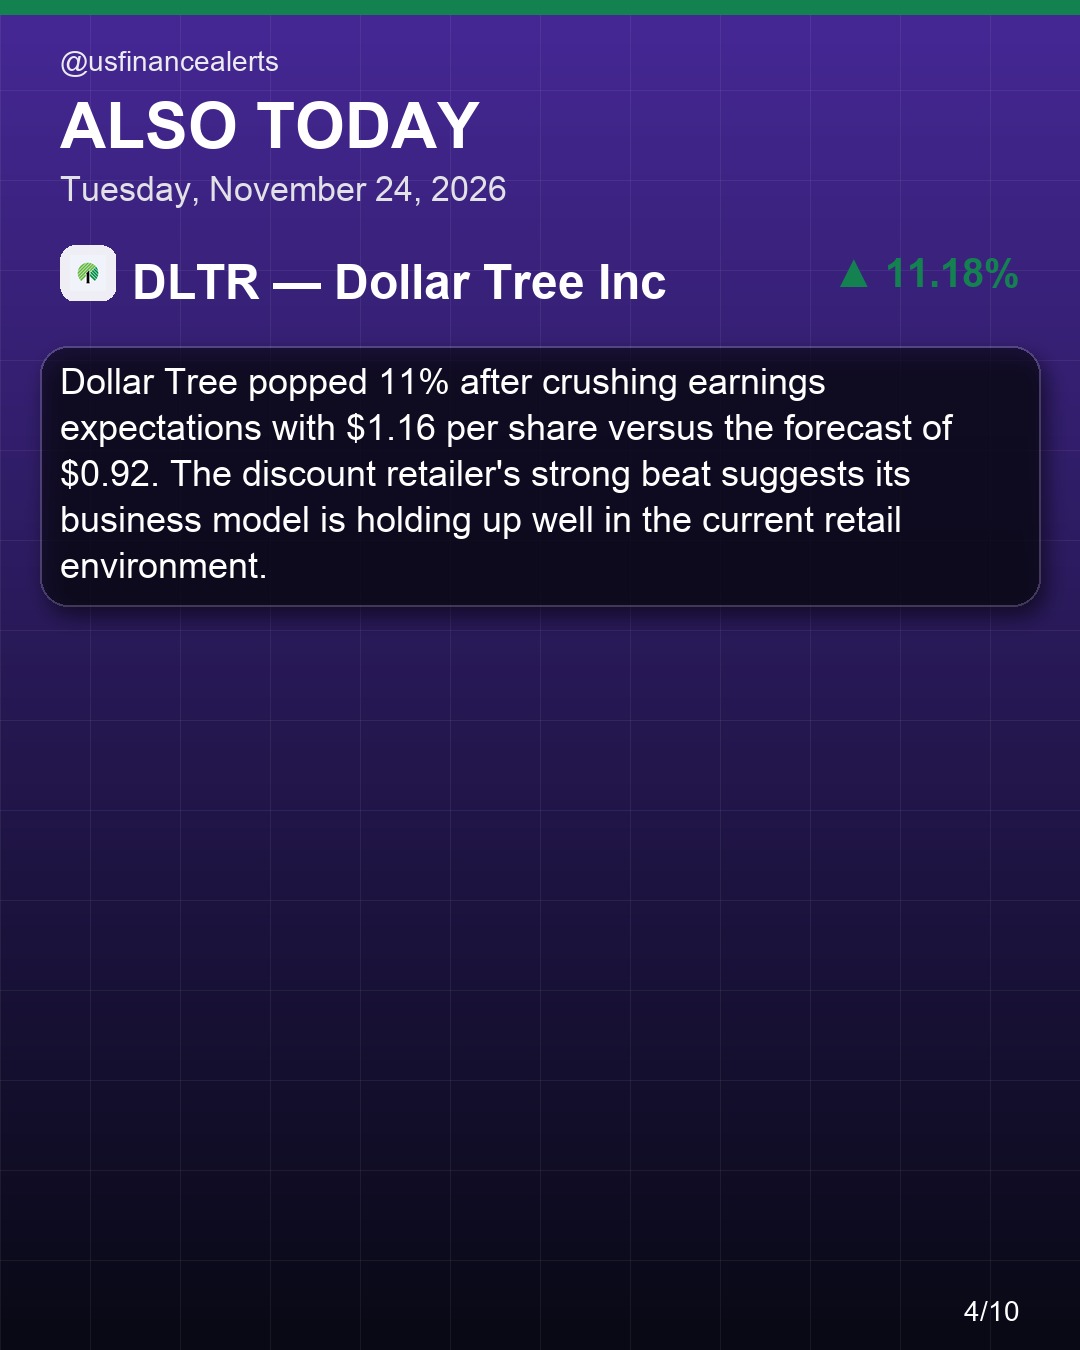 @usfinancealerts
ALSO TODAY
Tuesday, November 24, 2026
DLTR — Dollar Tree Inc
▲ 11.18%
Dollar Tree popped 11% after crushing earnings
expectations with $1.16 per share versus the forecast of
$0.92. The discount retailer's strong beat suggests its
business model is holding up well in the current retail
environment.
4/10